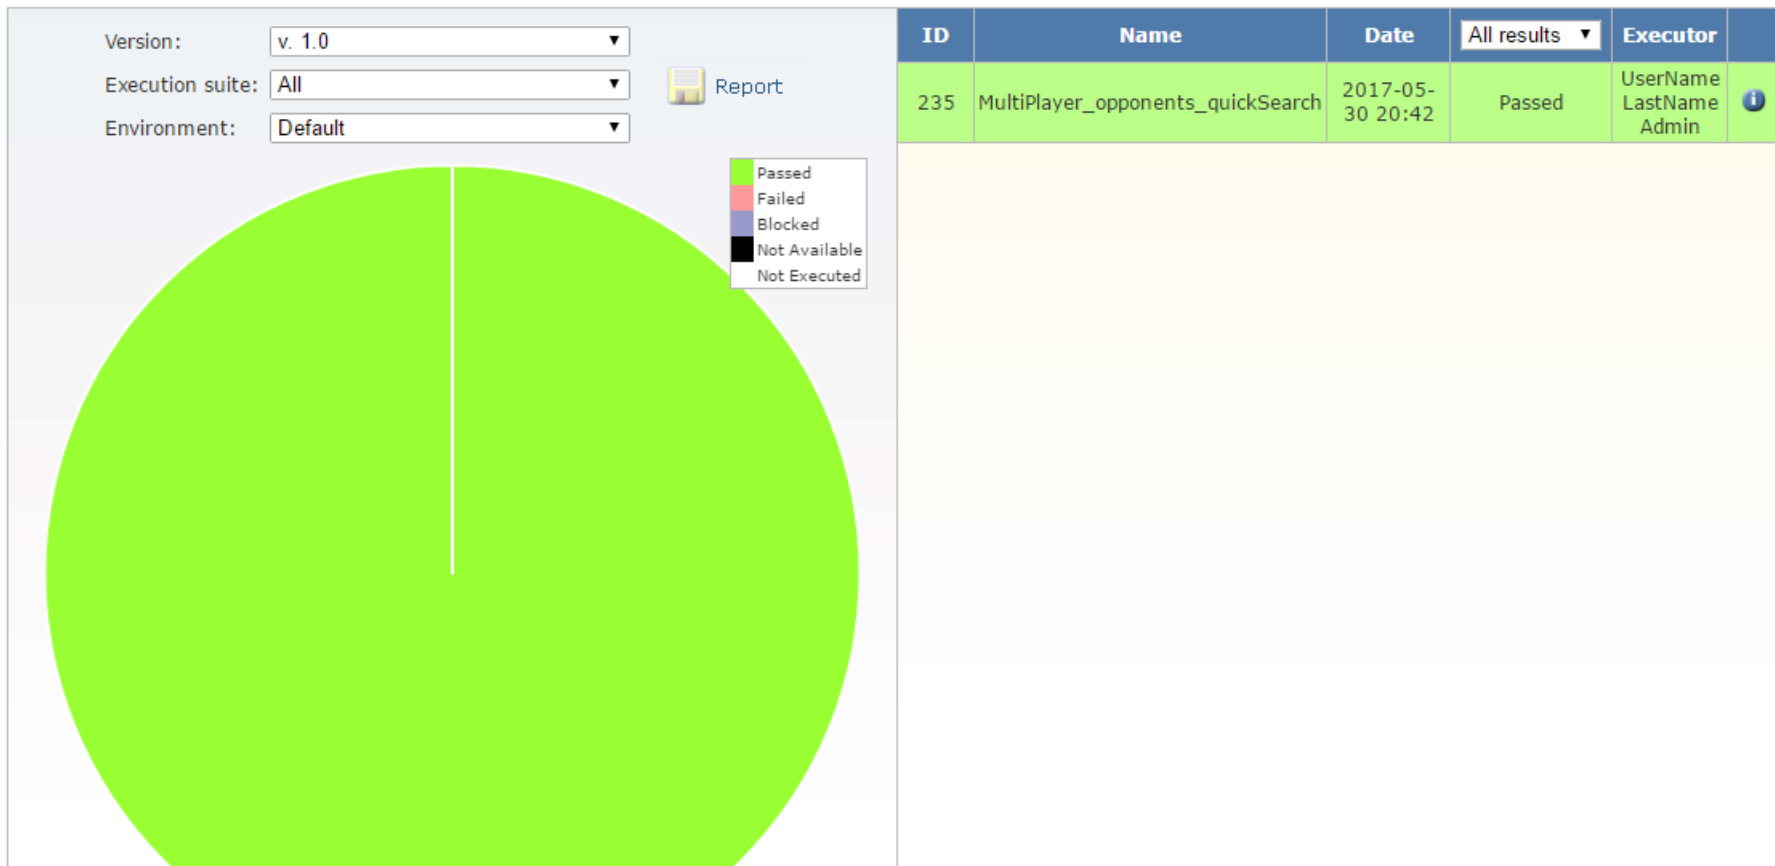 Version:
v. 1.0
Execution suite:
All
Environment:
Default
Report
Passed
Failed
Blocked
Not Available
Not Executed
ID Name Date All results Executor
235 MultiPlayer_opponents_quickSearch 2017-05-
30 20:42 Passed UserName
LastName
Admin
i